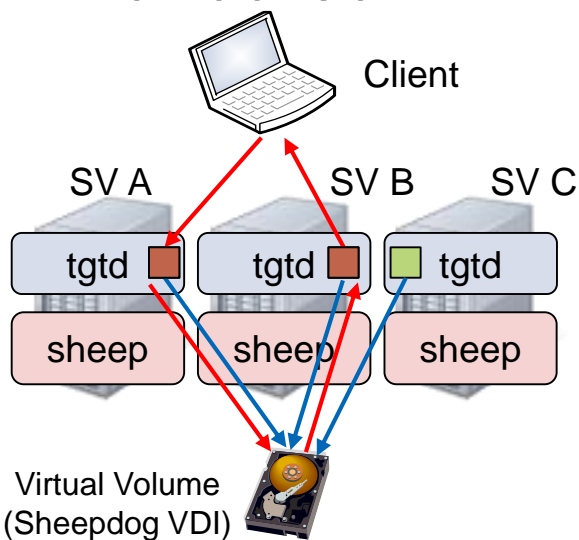 Client
SV A
SV B
SV C
tgtd
tgtd
tgtd
sheep
sheep
sheep
Virtual Volume
(Sheepdog VDI)